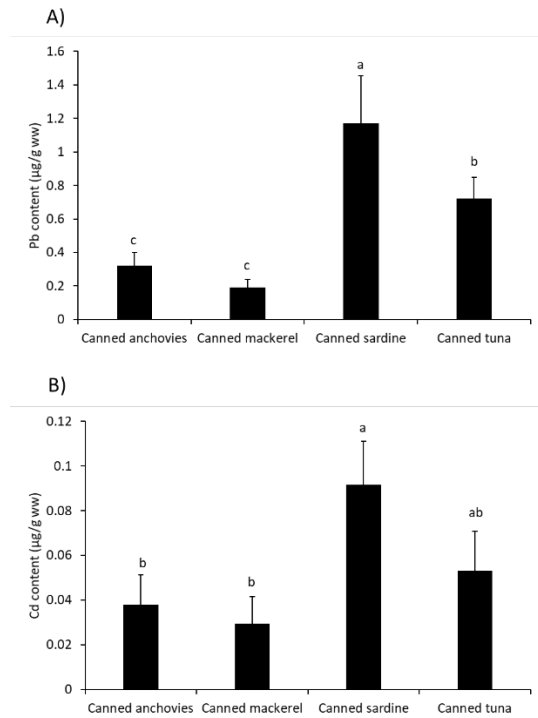 A)
Pb content (µg/g ww)
1.6
1.4
1.2
1
0.8
0.6
0.4
0.2
0
c
c
a
b
Canned anchovies
Canned mackerel
Canned sardine
Canned tuna
B)
Cd content (µg/g ww)
0.12
0.1
0.08
0.06
0.04
0.02
0
b
b
a
ab
Canned anchovies
Canned mackerel
Canned sardine
Canned tuna